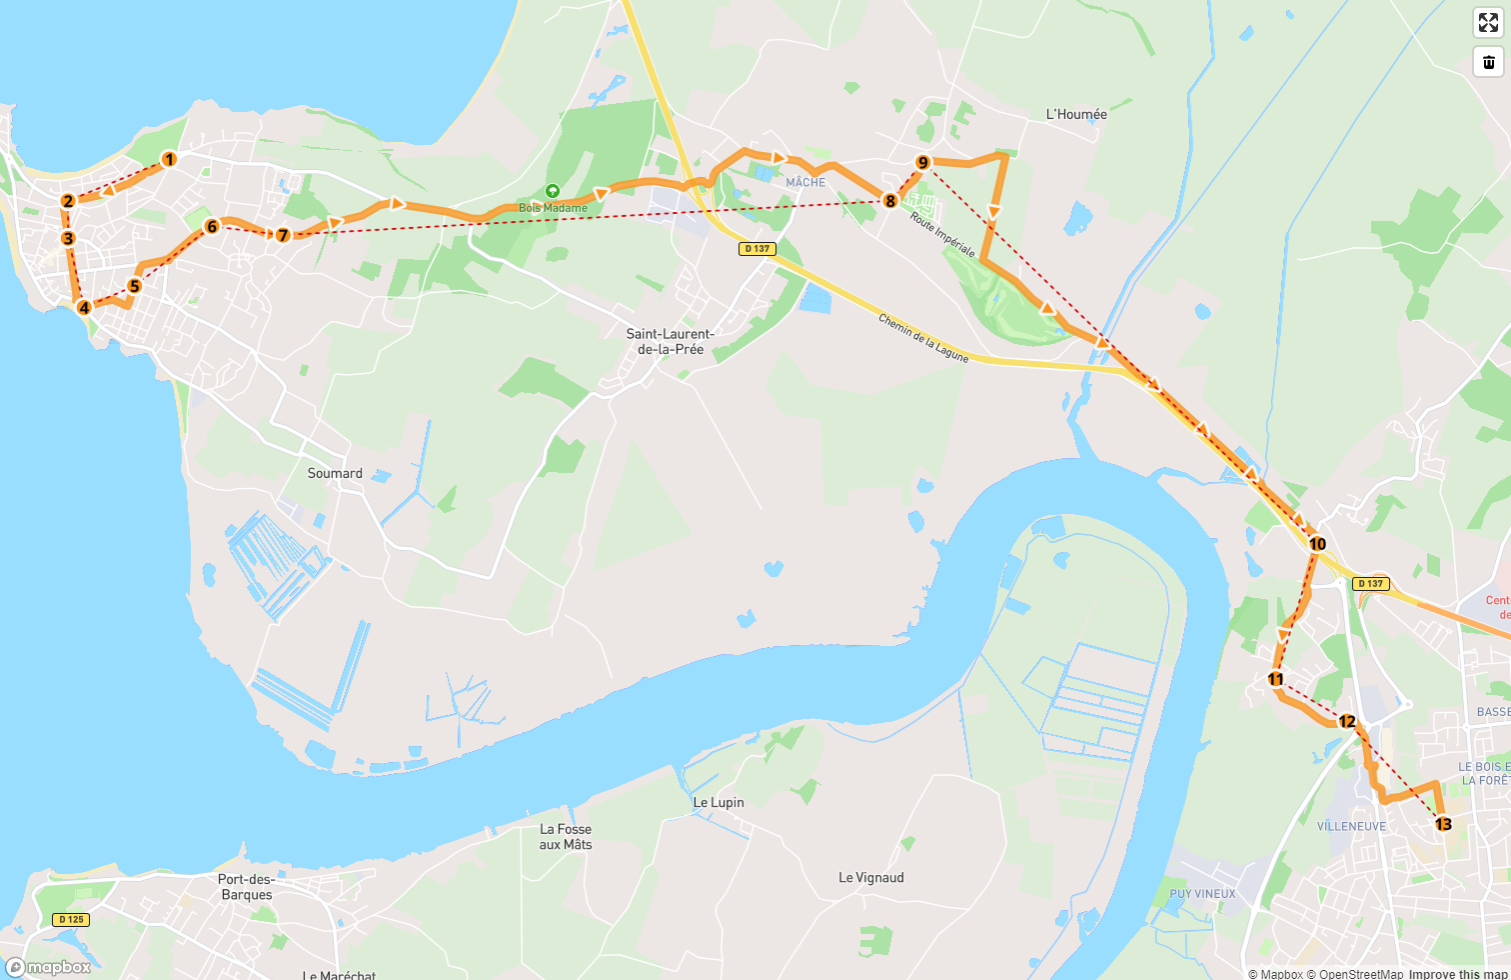 L'Houmée
1
MÂCHE
9
2
8
Bois Madame
6
7
3
Route Impériale
D 137
5
4
Chemin de la Lagune
Saint-Laurent-
de-la-Prée
Soumard
10
D 137
Cent
de
11
12
BASSE
LE BOIS E
LA FORÊT
Le Lupin
13
VILLENEUVE
La Fosse
aux Mâts
Port-des-
Barques
Le Vignaud
PUY VINEUX
D 125
mapbox
Le Maréchat
© Mapbox © OpenStreetMap Improve this map